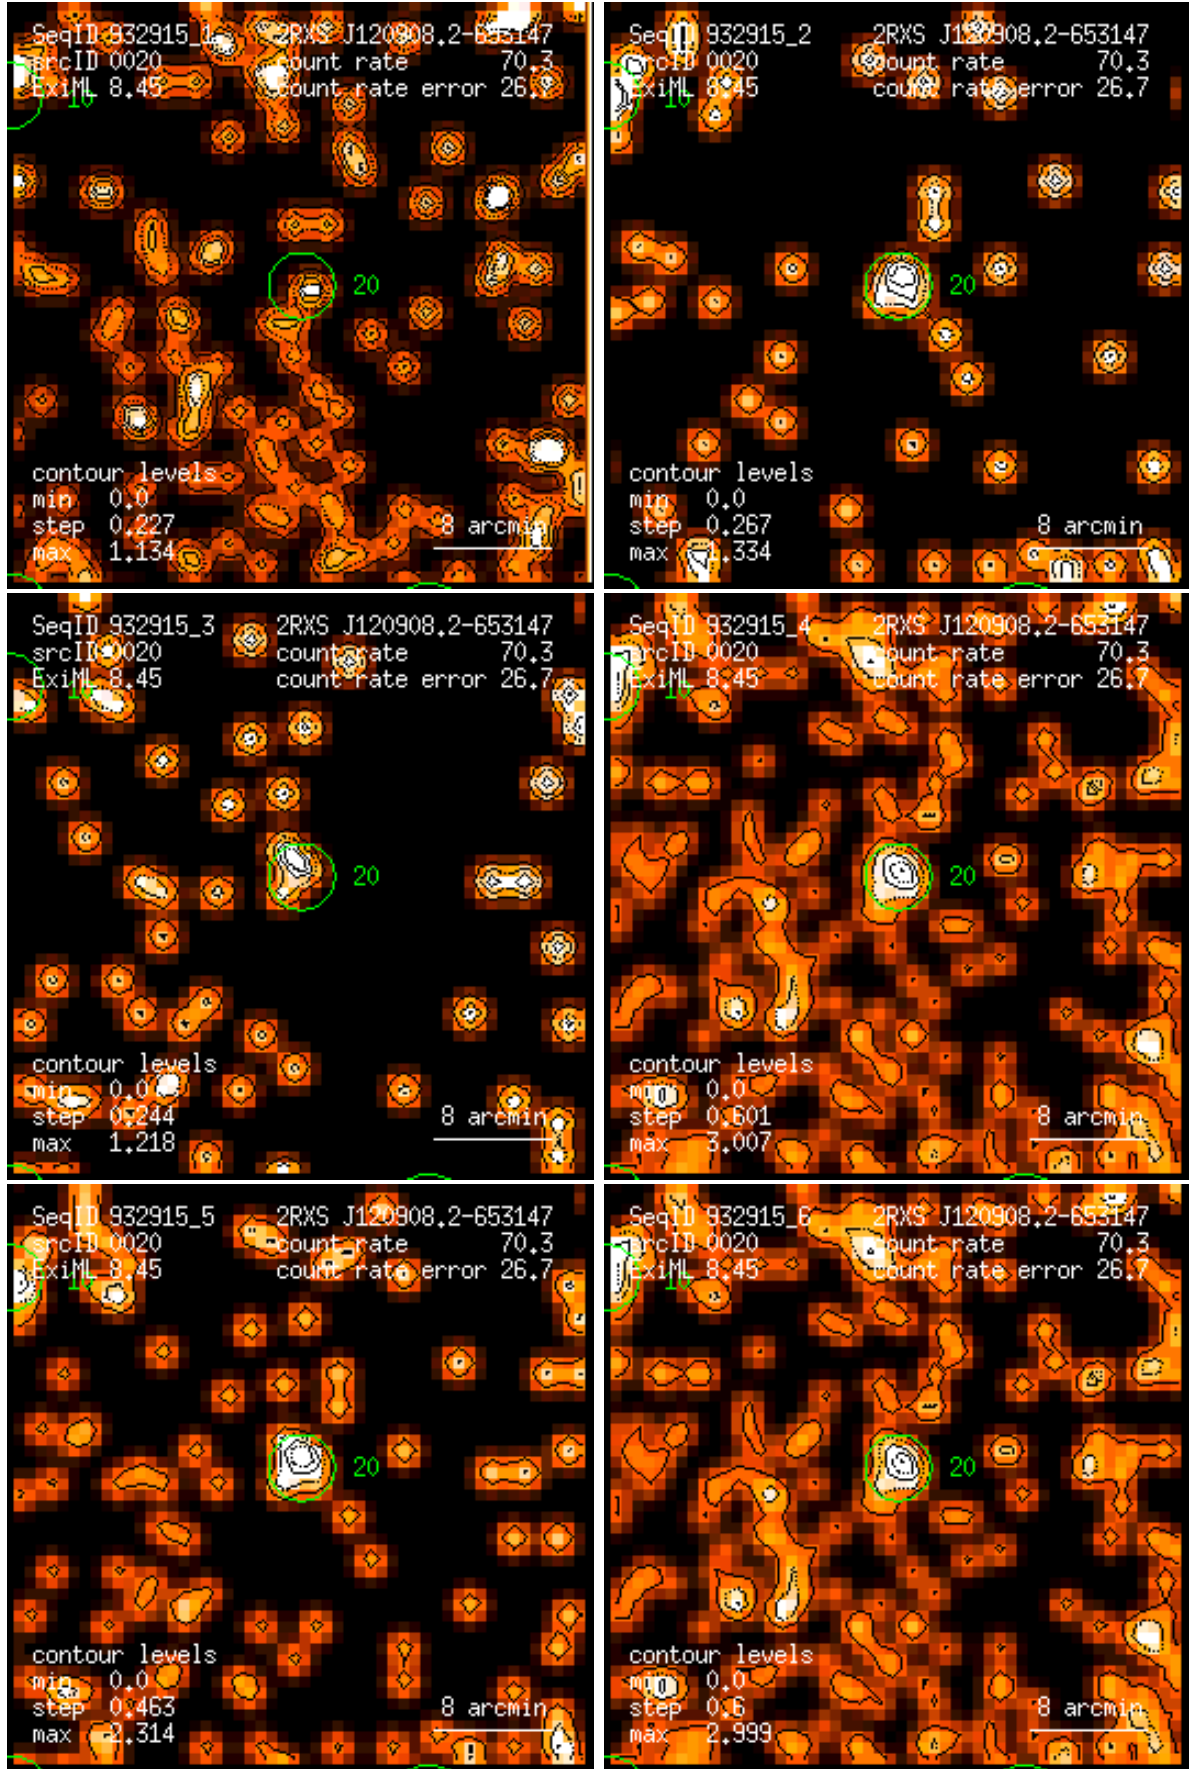 SeqID 932915_1 2RXS J120908.2-653147
srcID 0020 count rate 70.3
ExiML 8.45 count rate error 26.7
10
20
contour levels
min 0.0
step 0.227 8 arcmin
max 1.134
SeqID 932915_2 2RXS J120908.2-653147
srcID 0020 count rate 70.3
ExiML 8.45 count rate error 26.7
10
20
contour levels
min 0.0
step 0.267 8 arcmin
max 1.334
SeqID 932915_3 2RXS J120908.2-653147
srcID 0020 count rate 70.3
ExiML 8.45 count rate error 26.7
10
20
contour levels
min 0.0
step 0.244 8 arcmin
max 1.218
SeqID 932915_4 2RXS J120908.2-653147
srcID 0020 count rate 70.3
ExiML 8.45 count rate error 26.7
10
20
contour levels
min 0.0
step 0.601 8 arcmin
max 3.007
SeqID 932915_5 2RXS J120908.2-653147
srcID 0020 count rate 70.3
ExiML 8.45 count rate error 26.7
10
20
contour levels
min 0.0
step 0.463 8 arcmin
max 2.314
SeqID 932915_6 2RXS J120908.2-653147
srcID 0020 count rate 70.3
ExiML 8.45 count rate error 26.7
10
20
contour levels
min 0.0
step 0.6 8 arcmin
max 2.999